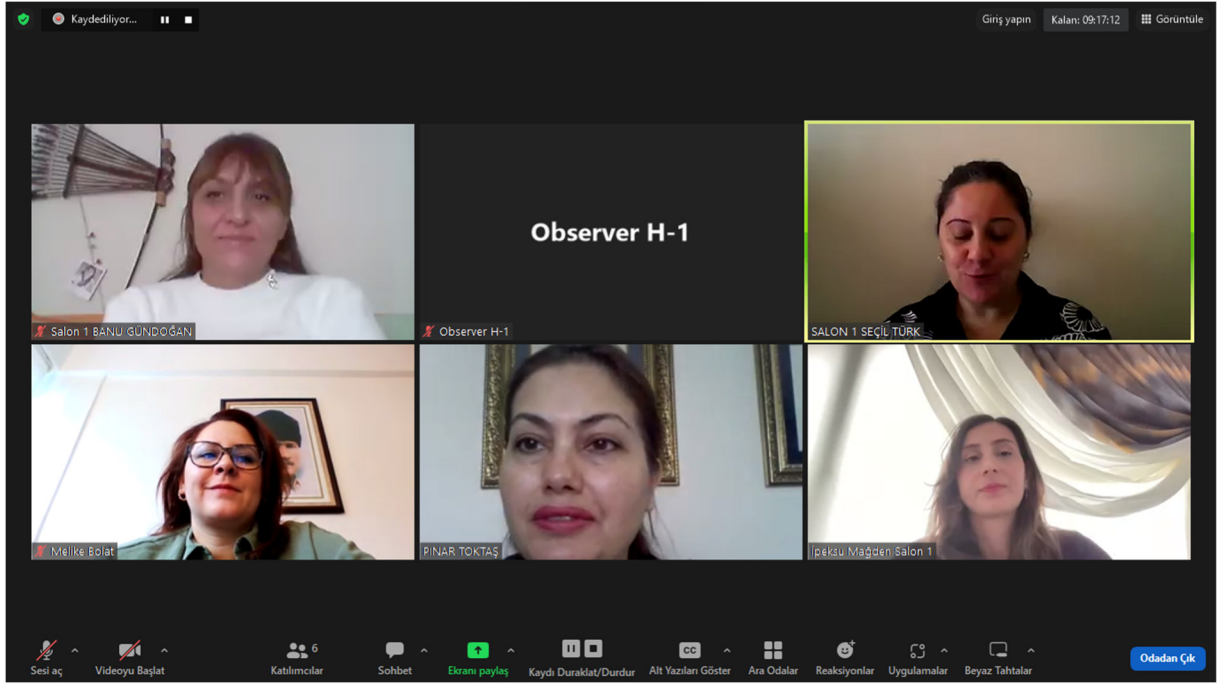 Kaydediliyor...
Giriş yapın
Kalan: 09:17:12
Görüntüle
Observer H-1
Salon 1 BANU GÜNDOĞAN
Observer H-1
SALON 1 SEÇİL TÜRK
Melike Bolat
PINAR TOKTAŞ
İpeksu Mağden Salon 1
6
CC
Sesi aç
Videoyu Başlat
Katılımcılar
Sohbet
Ekranı paylaş
Kaydı Duraklat/Durdur
Alt Yazıları Göster
Ara Odalar
Reaksiyonlar
Uygulamalar
Beyaz Tahtalar
Odadan Çık